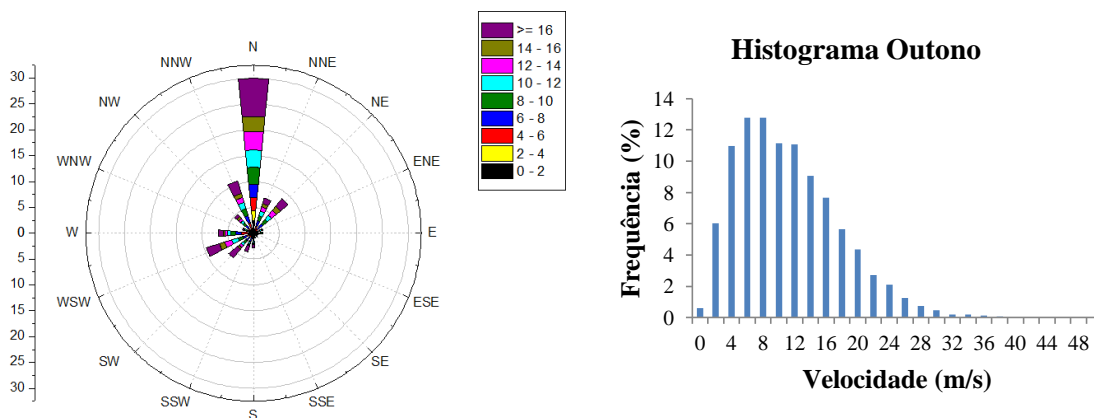 N
NNE
NE
ENE
E
ESE
SE
SSE
S
SSW
SW
WSW
W
WNW
NW
NNW
30
25
20
15
10
5
0
5
10
15
20
25
30
>= 16
14 - 16
12 - 14
10 - 12
8 - 10
6 - 8
4 - 6
2 - 4
0 - 2
Histograma Outono
Frequência (%)
14
12
10
8
6
4
2
0
0 4 8 12 16 20 24 28 32 36 40 44 48
Velocidade (m/s)